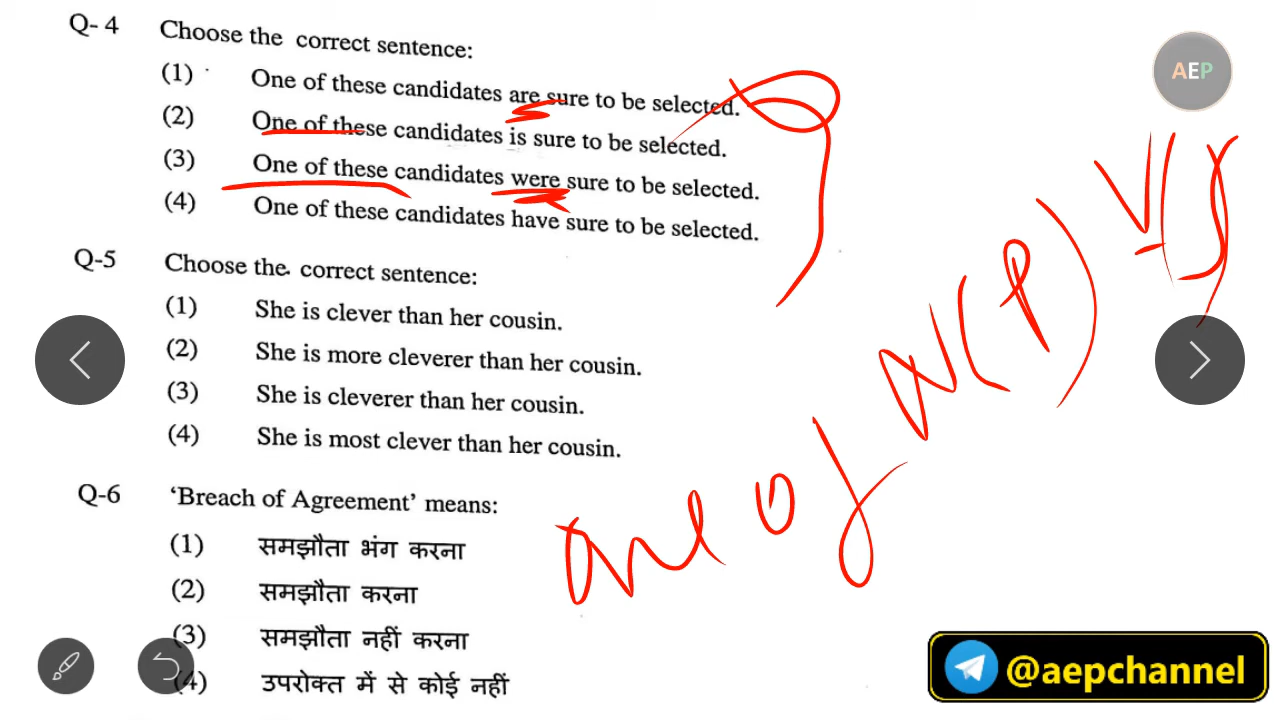 Q- 4 Choose the correct sentence:
(1) One of these candidates are sure to be selected.
(2) One of these candidates is sure to be selected.
(3) One of these candidates were sure to be selected.
(4) One of these candidates have sure to be selected.
Q-5 Choose the correct sentence:
(1) She is clever than her cousin.
(2) She is more cleverer than her cousin.
(3) She is cleverer than her cousin.
(4) She is most clever than her cousin.
Q-6 ‘Breach of Agreement’ means:
(1) समझौता भंग करना
(2) समझौता करना
(3) समझौता नहीं करना
(4) उपरोक्त में से कोई नहीं
one of N(P) V(S)
AEP
@aepchannel